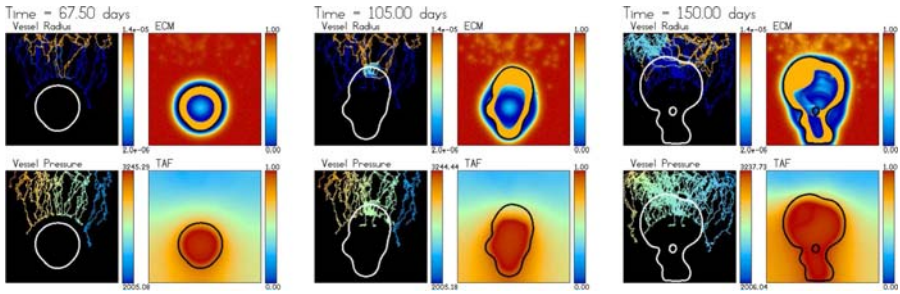 Time = 67.50 days
Vessel Radius
1.4e-05
ECM
1.00
2.0e-06
0.00
Vessel Pressure
3245.29
TAF
1.00
2005.08
0.00
Time = 105.00 days
Vessel Radius
1.4e-05
ECM
1.00
2.0e-06
0.00
Vessel Pressure
3244.44
TAF
1.00
2005.18
0.00
Time = 150.00 days
Vessel Radius
1.4e-05
ECM
1.00
2.0e-06
0.00
Vessel Pressure
3237.73
TAF
1.00
2006.04
0.00